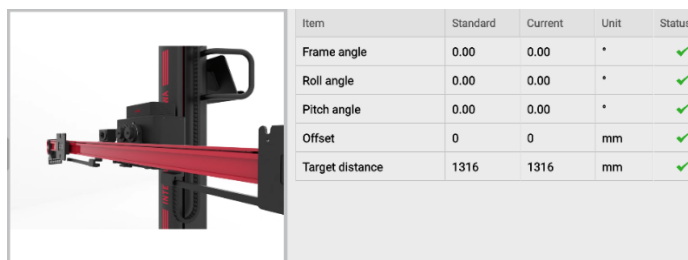 Item Standard Current Unit Status
Frame angle 0.00 0.00 °
Roll angle 0.00 0.00 °
Pitch angle 0.00 0.00 °
Offset 0 0 mm
Target distance 1316 1316 mm